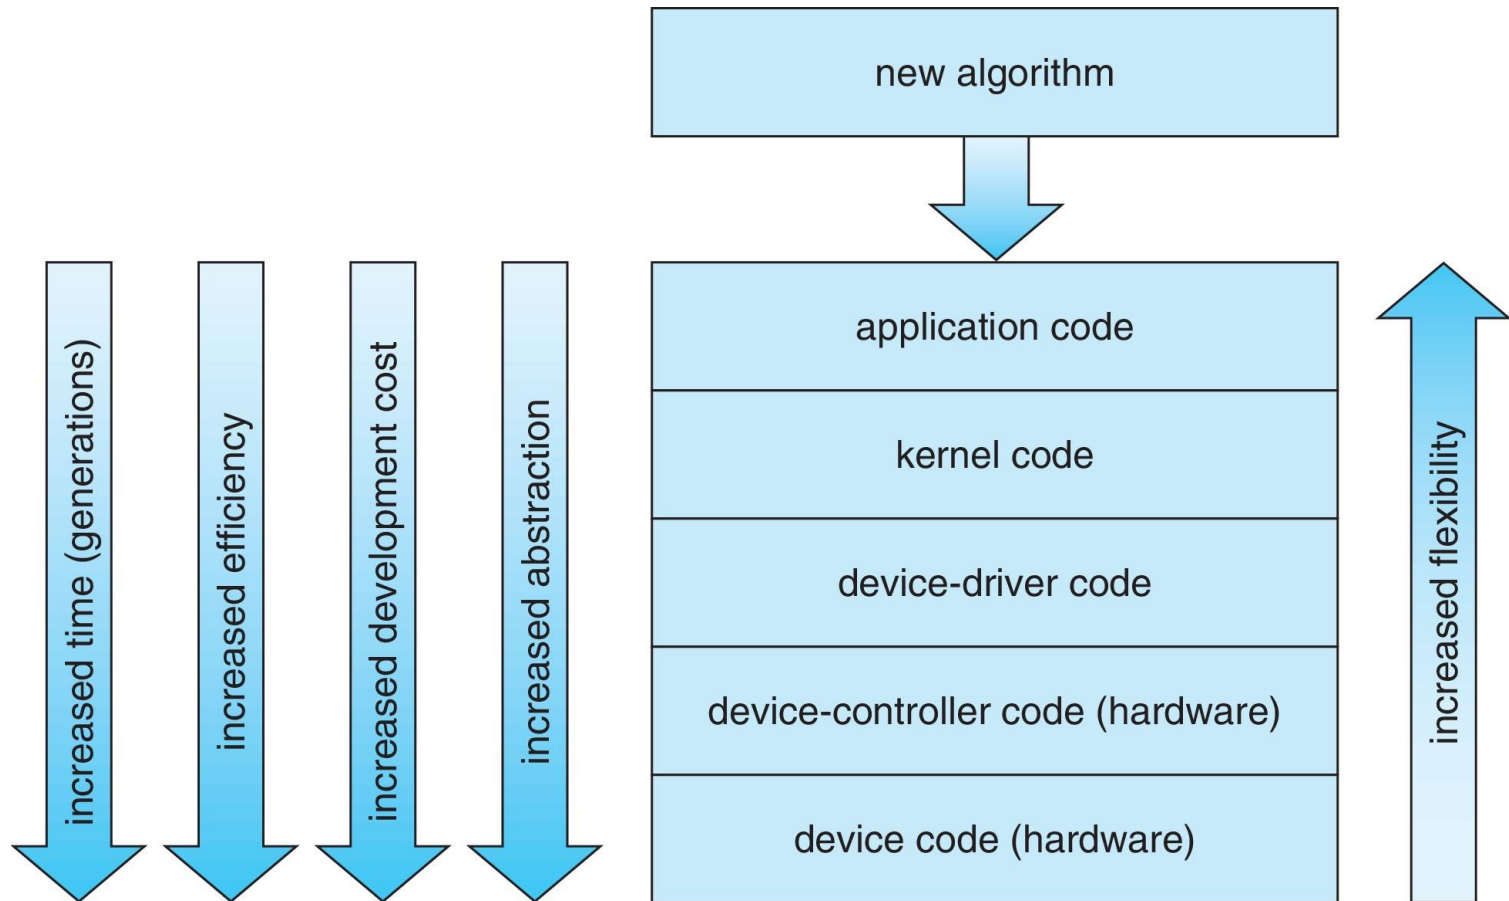 new algorithm
increased time (generations)
increased efficiency
increased development cost
increased abstraction
application code
kernel code
device-driver code
device-controller code (hardware)
device code (hardware)
increased flexibility